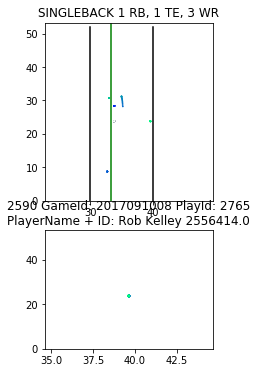 SINGLEBACK 1 RB, 1 TE, 3 WR
50
40
30
20
10
0
30 40
2590 GameId: 2017091008 PlayId: 2765
PlayerName + ID: Rob Kelley 2556414.0
40
20
0
35.0 37.5 40.0 42.5